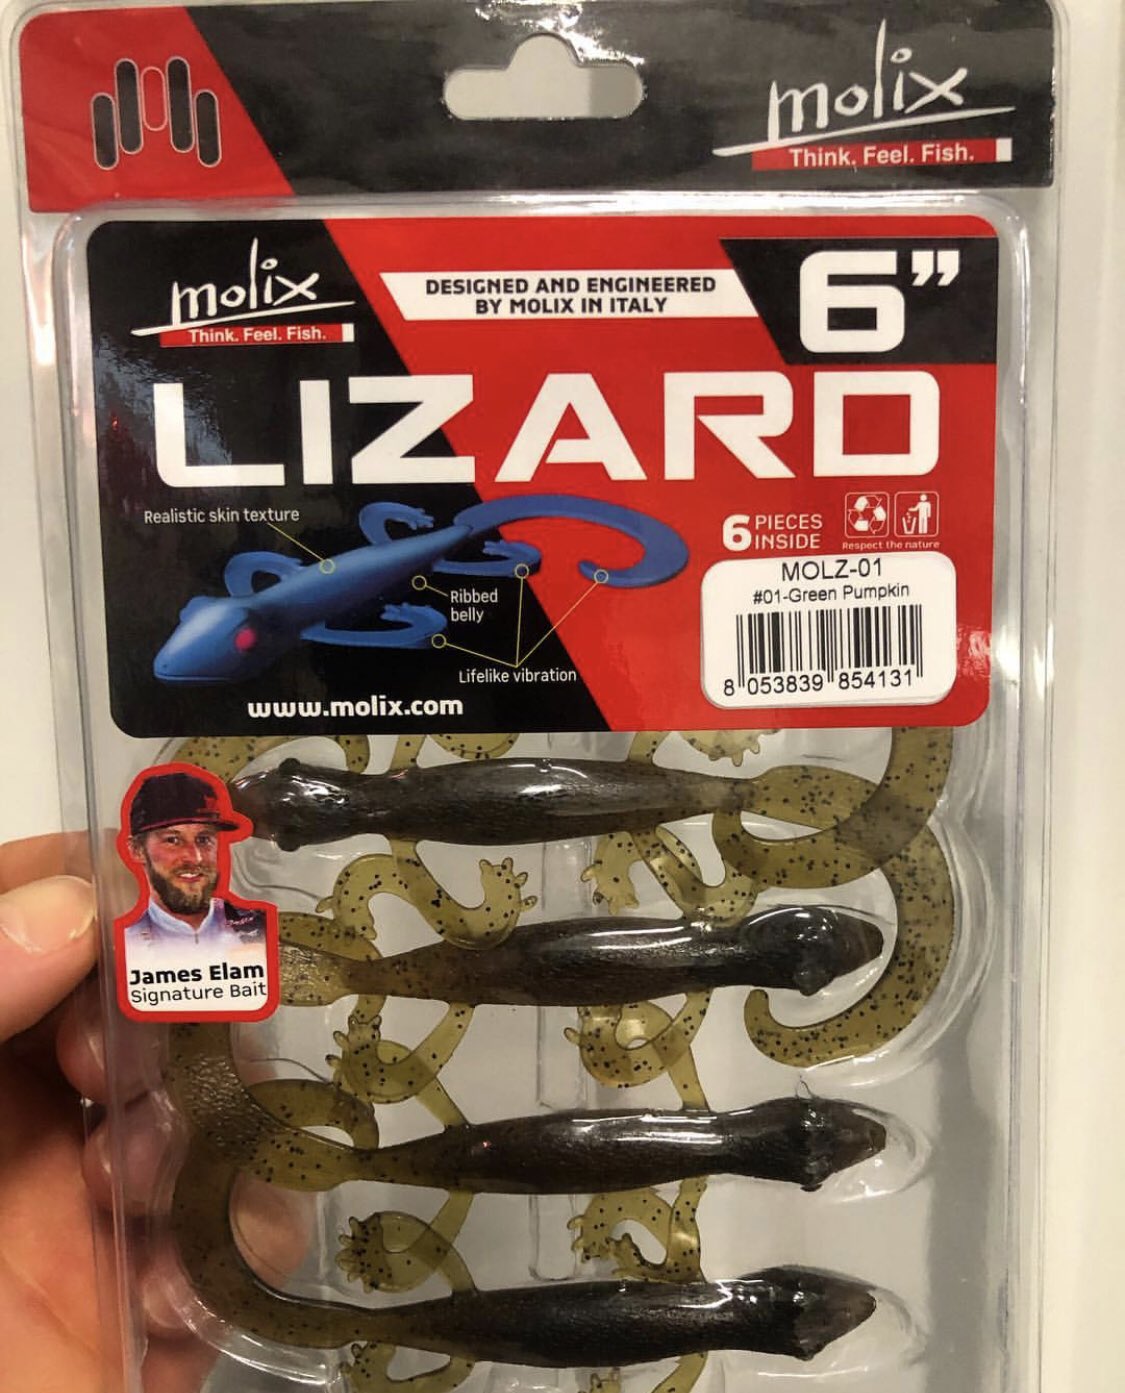 molix
Think. Feel. Fish.
molix
Think. Feel. Fish.
DESIGNED AND ENGINEERED
BY MOLIX IN ITALY
6”
LIZARD
Realistic skin texture
Ribbed
belly
Lifelike vibration
www.molix.com
6 PIECES
INSIDE
Respect the nature
MOLZ-01
#01-Green Pumpkin
8 053839 854131
James Elam
Signature Bait